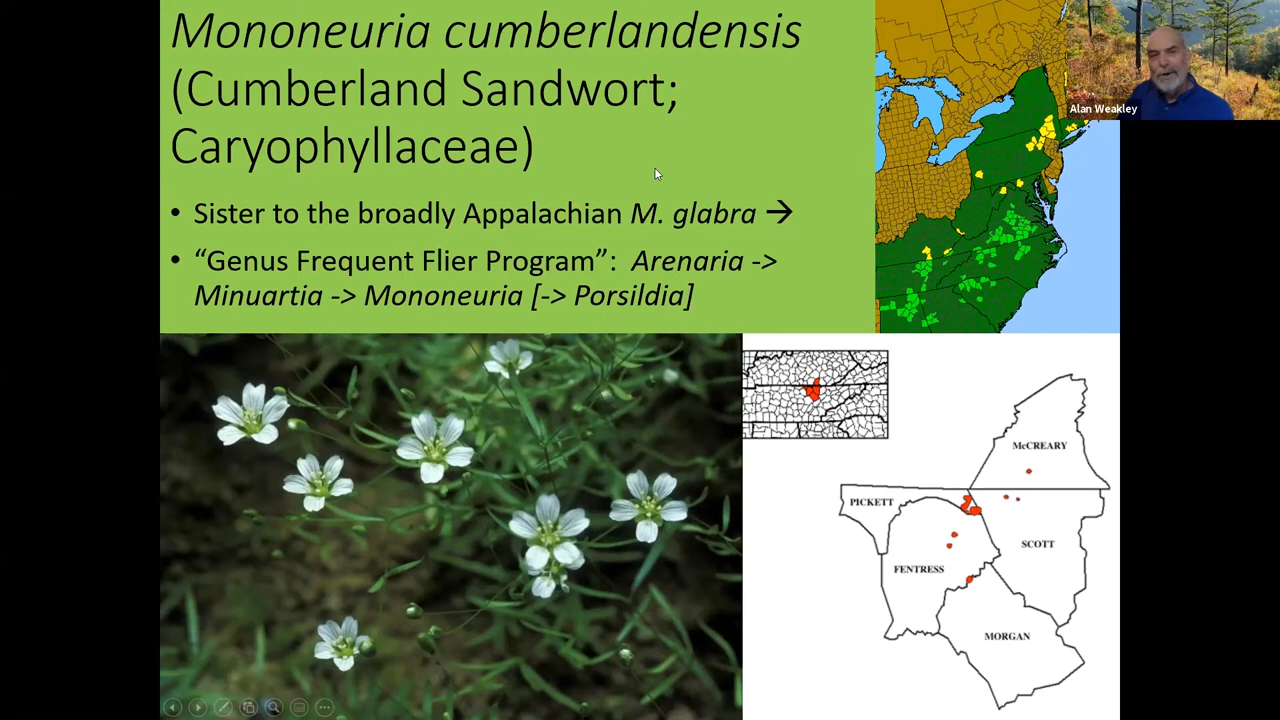 Mononeuria cumberlandensis
(Cumberland Sandwort;
Caryophyllaceae)
• Sister to the broadly Appalachian M. glabra →
• “Genus Frequent Flier Program”: Arenaria ->
Minuartia -> Mononeuria [-> Porsildia]
Alan Weakley
McCREARY
PICKETT
SCOTT
FENTRESS
MORGAN